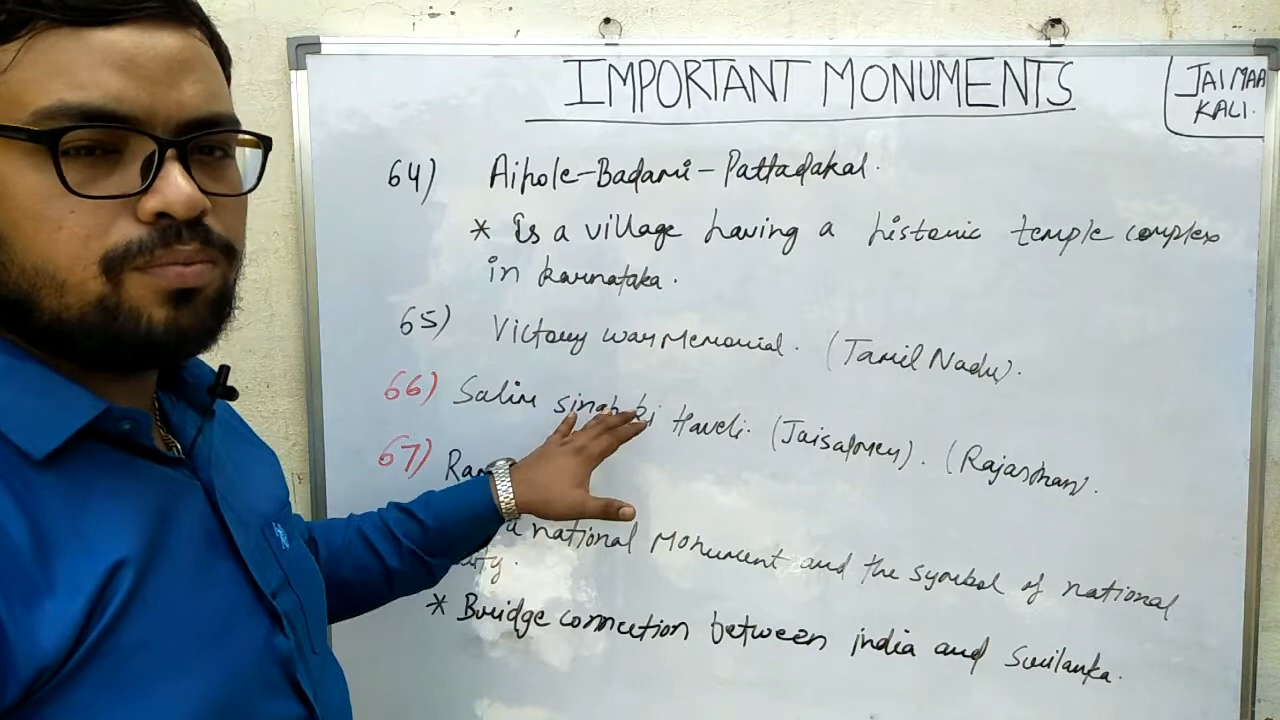 IMPORTANT MONUMENTS
JAI MAA
KALI.
64) Aihole-Badami-Pattadakal.
* is a village having a historic temple complex
in karnataka.
65) Victory war Memorial. (Tamil Nadu).
66) Salim singh ki Haveli. (Jaisalmer). (Rajasthan).
67)
a national Monument and the symbol of national
* Bridge connection between india and Srilanka.